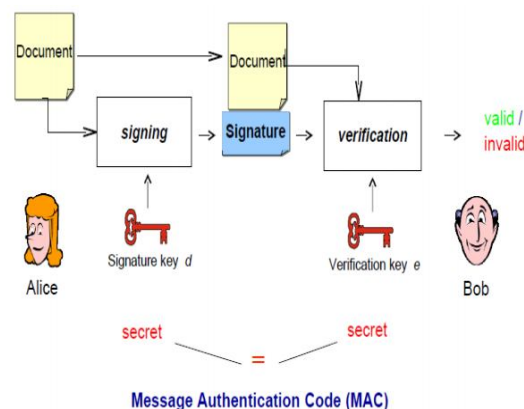 Document
Document
signing
Signature
verification
valid /
invalid
Signature key d
Verification key e
Alice
Bob
secret
secret
=
Message Authentication Code (MAC)